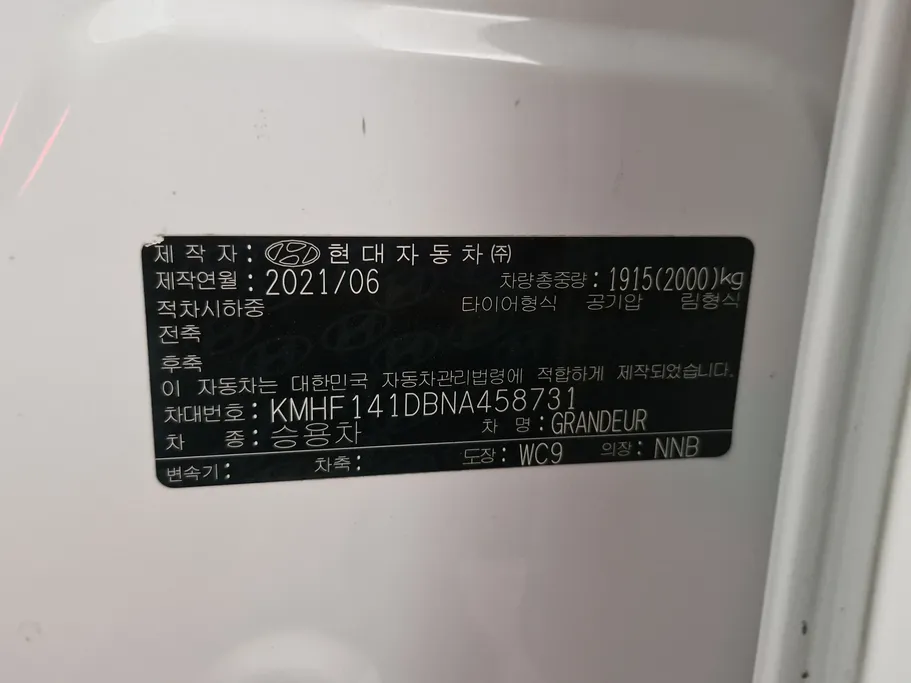 제 작 자 : 현대자동차(주)
제작연월 : 2021/06 차량총중량 : 1915(2000)kg
적차시하중 타이어형식 공기압 림형식
전축
후축
이 자동차는 대한민국 자동차관리법령에 적합하게 제작되었습니다.
차대번호 : KMHF141DBNA458731
차 종 : 승용차 차 명 : GRANDEUR
변속기 : 차축 : 도장 : WC9 의장 : NNB